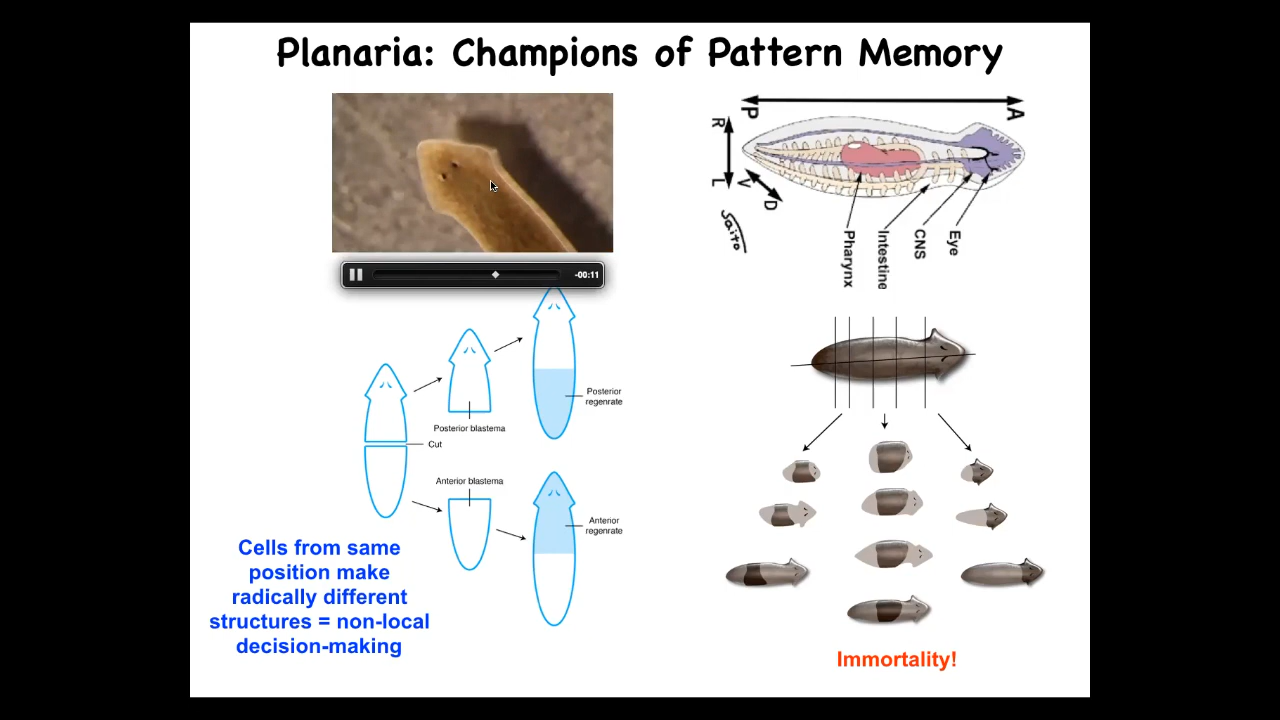 Planaria: Champions of Pattern Memory
-00:11
P
A
R
L
V
D
Saito
Pharynx
Intestine
CNS
Eye
Posterior
regenrate
Posterior blastema
Cut
Anterior blastema
Anterior
regenrate
Cells from same
position make
radically different
structures = non-local
decision-making
Immortality!